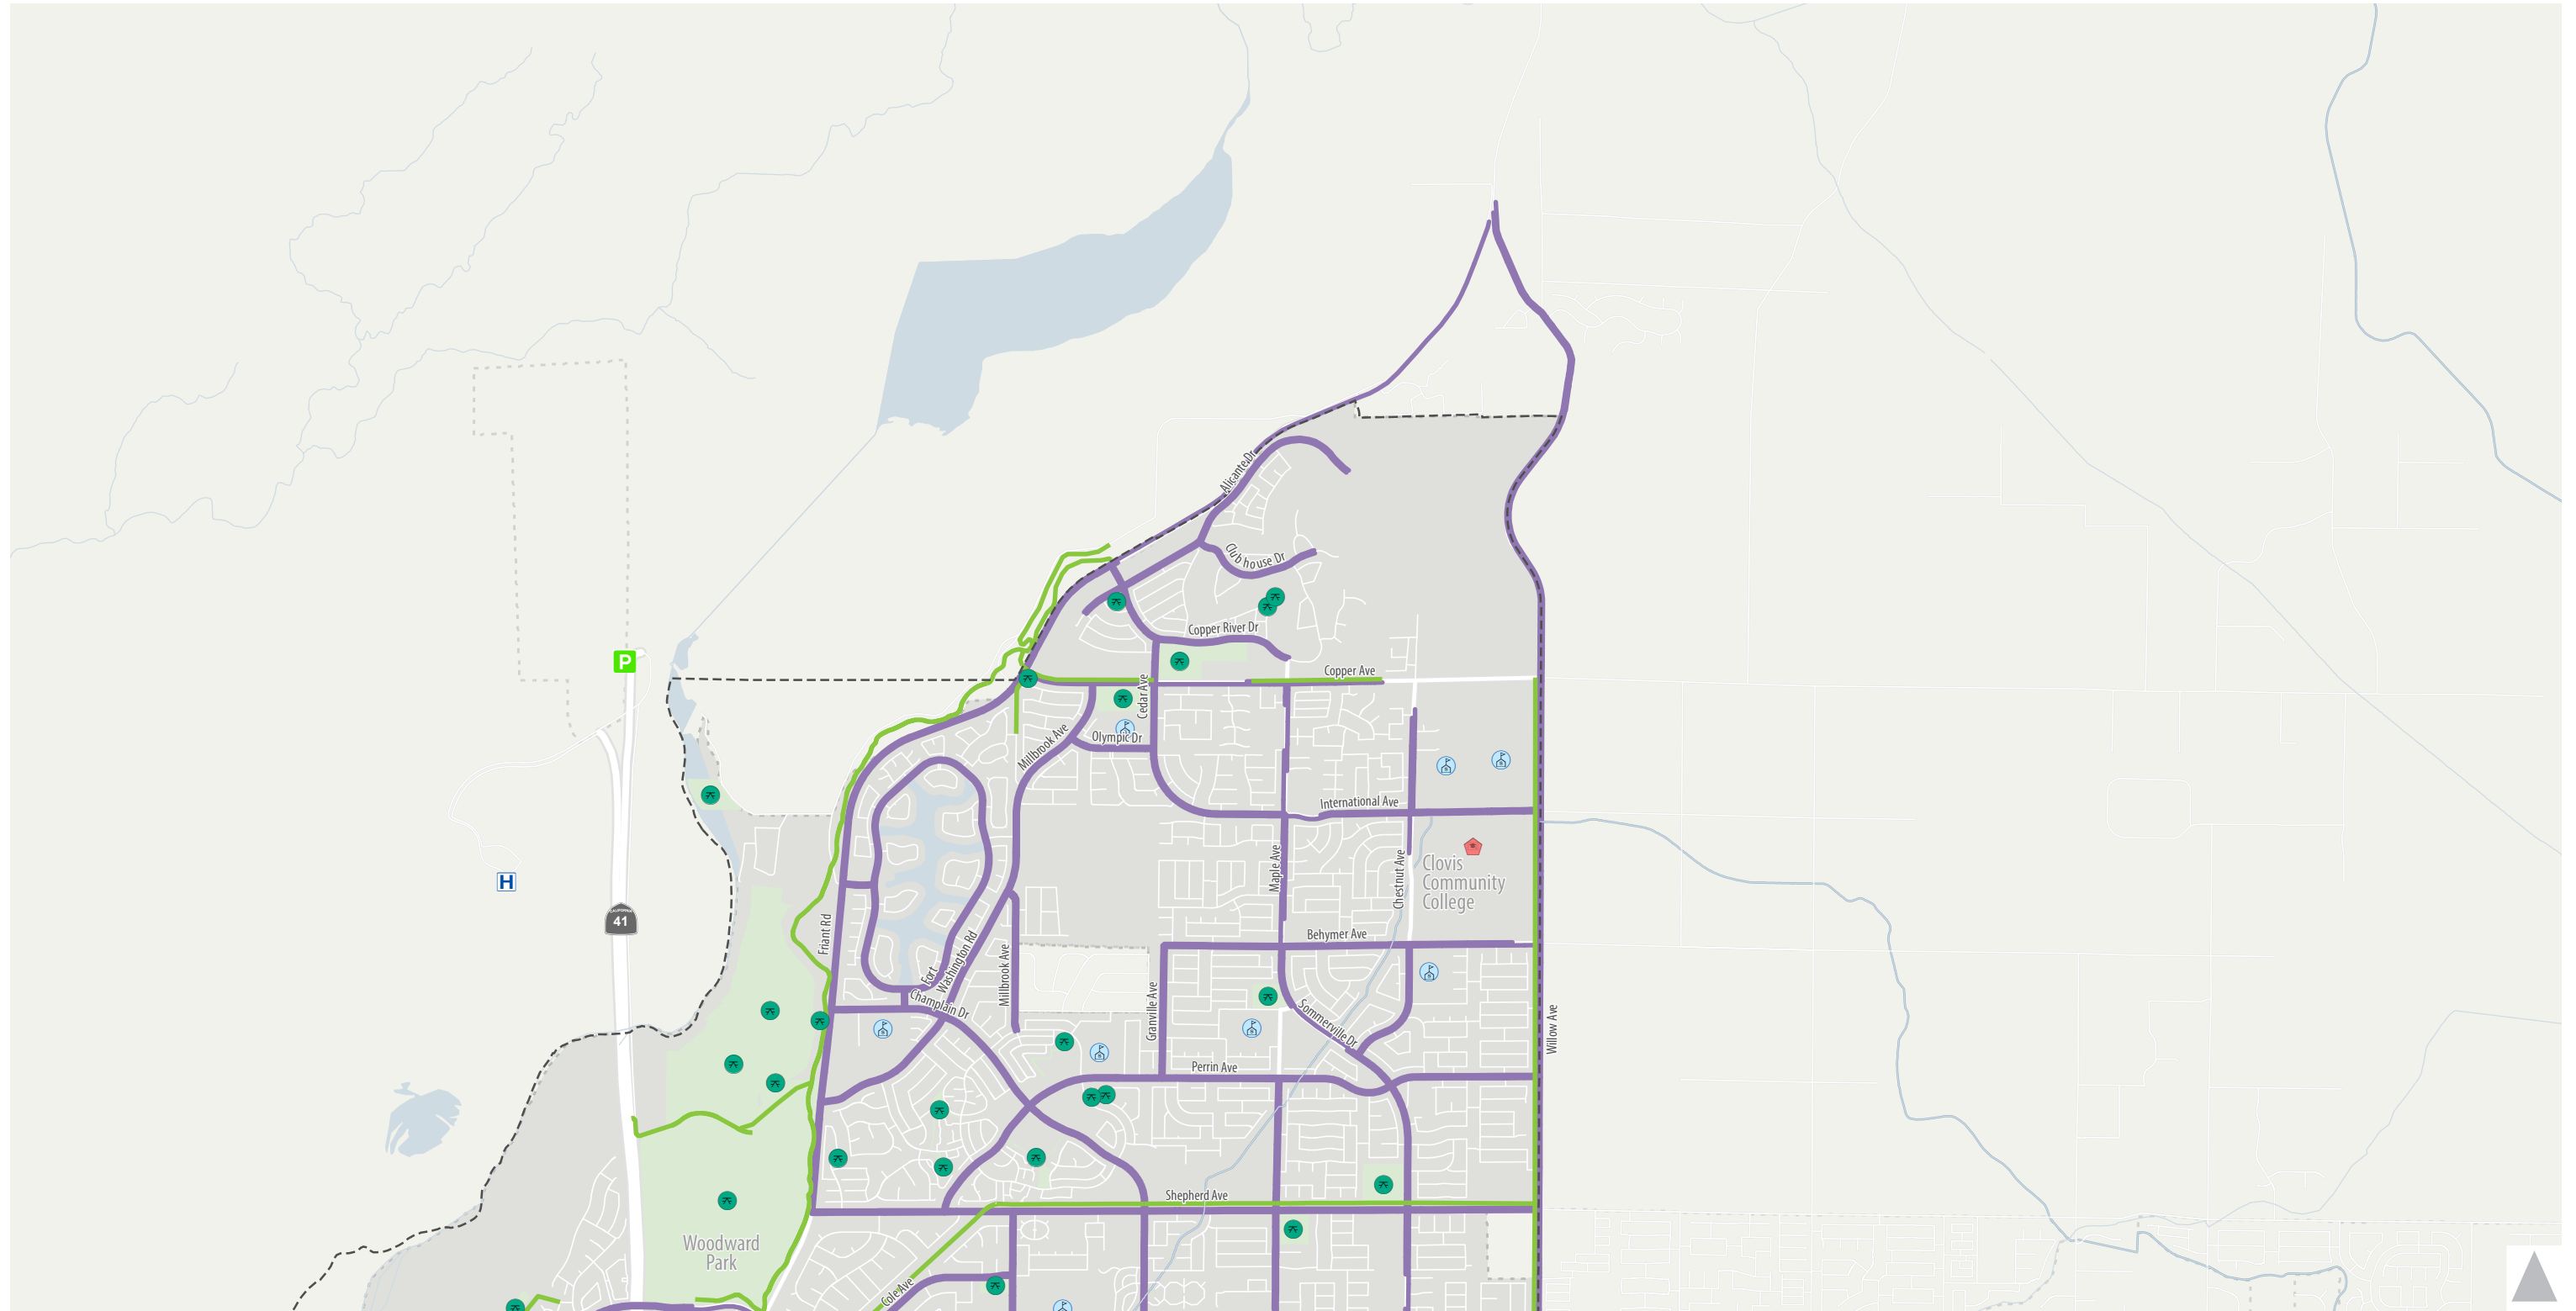 Alicante Dr
Club house Dr
Copper River Dr
Copper Ave
Cedar Ave
P
Millbrook Ave
Olympic Dr
International Ave
Maple Ave
Chestnut Ave
Clovis
Community
College
H
CALIFORNIA
41
Friant Rd
Behymer Ave
Fort
Washington Rd
Millbrook Ave
Champlain Dr
Granville Ave
Sommerville Dr
Willow Ave
Perrin Ave
Shepherd Ave
Woodward
Park
Cole Ave